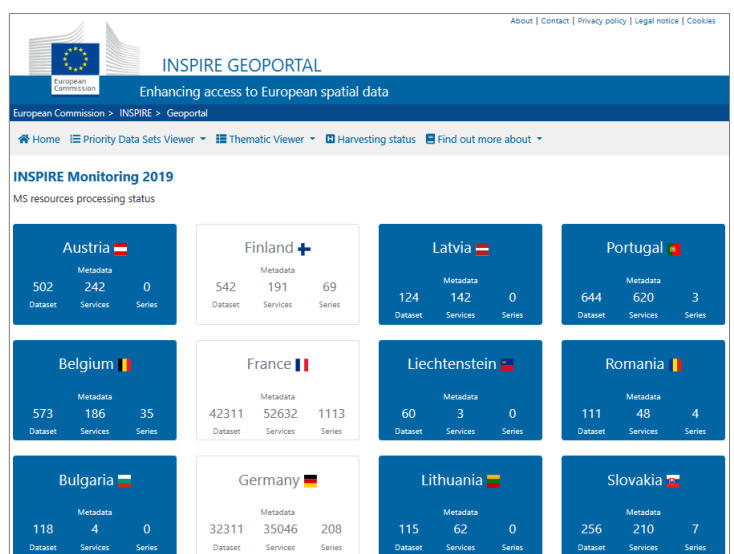 About | Contact | Privacy policy | Legal notice | Cookies
European
Commission
INSPIRE GEOPORTAL
Enhancing access to European spatial data
European Commission > INSPIRE > Geoportal
Home Priority Data Sets Viewer Thematic Viewer Harvesting status Find out more about
INSPIRE Monitoring 2019
MS resources processing status
Austria Finland Latvia Portugal
Metadata Metadata Metadata Metadata
502 242 0 542 191 69 124 142 0 644 620 3
Dataset Services Series Dataset Services Series Dataset Services Series Dataset Services Series
Belgium France Liechtenstein Romania
Metadata Metadata Metadata Metadata
573 186 35 42311 52632 1113 60 3 0 111 48 4
Dataset Services Series Dataset Services Series Dataset Services Series Dataset Services Series
Bulgaria Germany Lithuania Slovakia
Metadata Metadata Metadata Metadata
118 4 0 32311 35046 208 115 62 0 256 210 7
Dataset Services Series Dataset Services Series Dataset Services Series Dataset Services Series